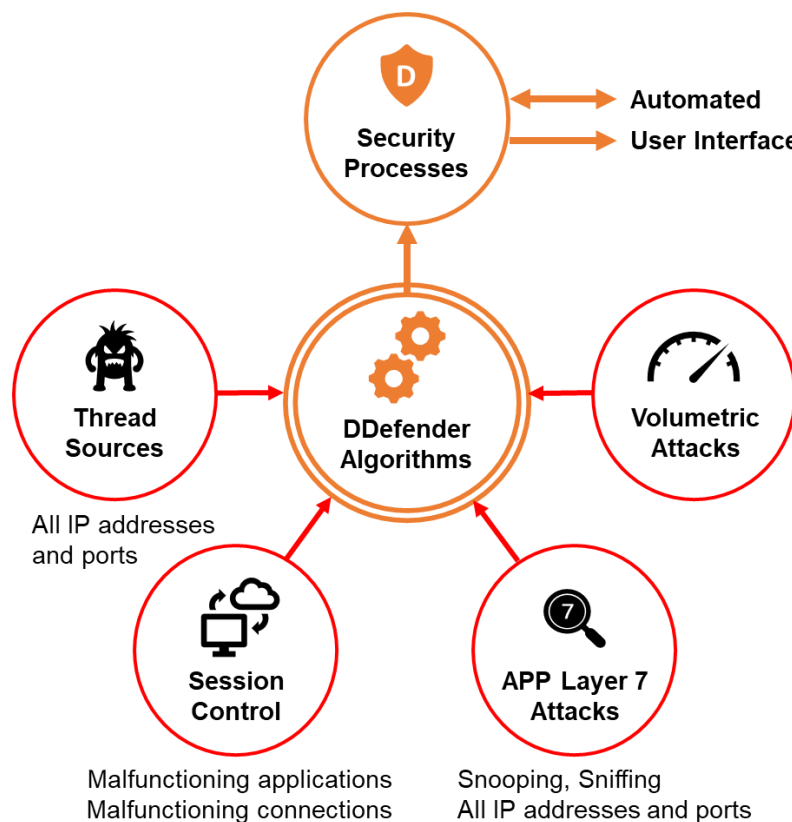 D
Security
Processes
Automated
User Interface
DDefender
Algorithms
Thread
Sources
All IP addresses
and ports
Volumetric
Attacks
Session
Control
Malfunctioning applications
Malfunctioning connections
7
APP Layer 7
Attacks
Snooping, Sniffing
All IP addresses and ports